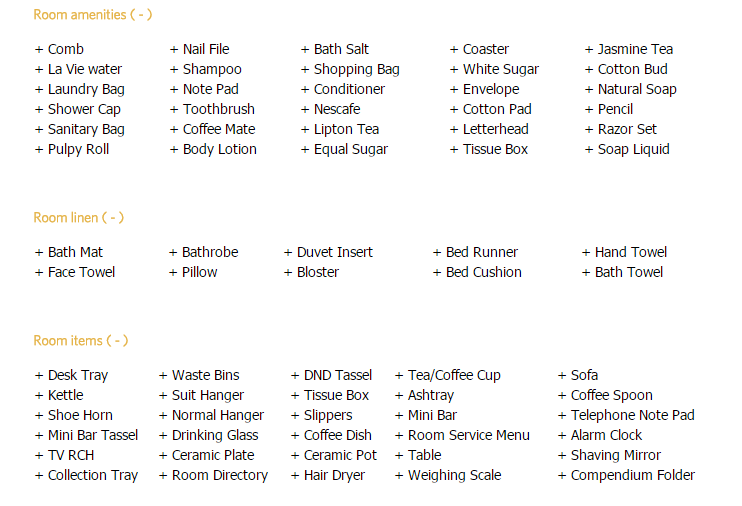 Room amenities ( - )
+ Comb + Nail File + Bath Salt + Coaster + Jasmine Tea
+ La Vie water + Shampoo + Shopping Bag + White Sugar + Cotton Bud
+ Laundry Bag + Note Pad + Conditioner + Envelope + Natural Soap
+ Shower Cap + Toothbrush + Nescafe + Cotton Pad + Pencil
+ Sanitary Bag + Coffee Mate + Lipton Tea + Letterhead + Razor Set
+ Pulpy Roll + Body Lotion + Equal Sugar + Tissue Box + Soap Liquid
Room linen ( - )
+ Bath Mat + Bathrobe + Duvet Insert + Bed Runner + Hand Towel
+ Face Towel + Pillow + Bloster + Bed Cushion + Bath Towel
Room items ( - )
+ Desk Tray + Waste Bins + DND Tassel + Tea/Coffee Cup + Sofa
+ Kettle + Suit Hanger + Tissue Box + Ashtray + Coffee Spoon
+ Shoe Horn + Normal Hanger + Slippers + Mini Bar + Telephone Note Pad
+ Mini Bar Tassel + Drinking Glass + Coffee Dish + Room Service Menu + Alarm Clock
+ TV RCH + Ceramic Plate + Ceramic Pot + Table + Shaving Mirror
+ Collection Tray + Room Directory + Hair Dryer + Weighing Scale + Compendium Folder